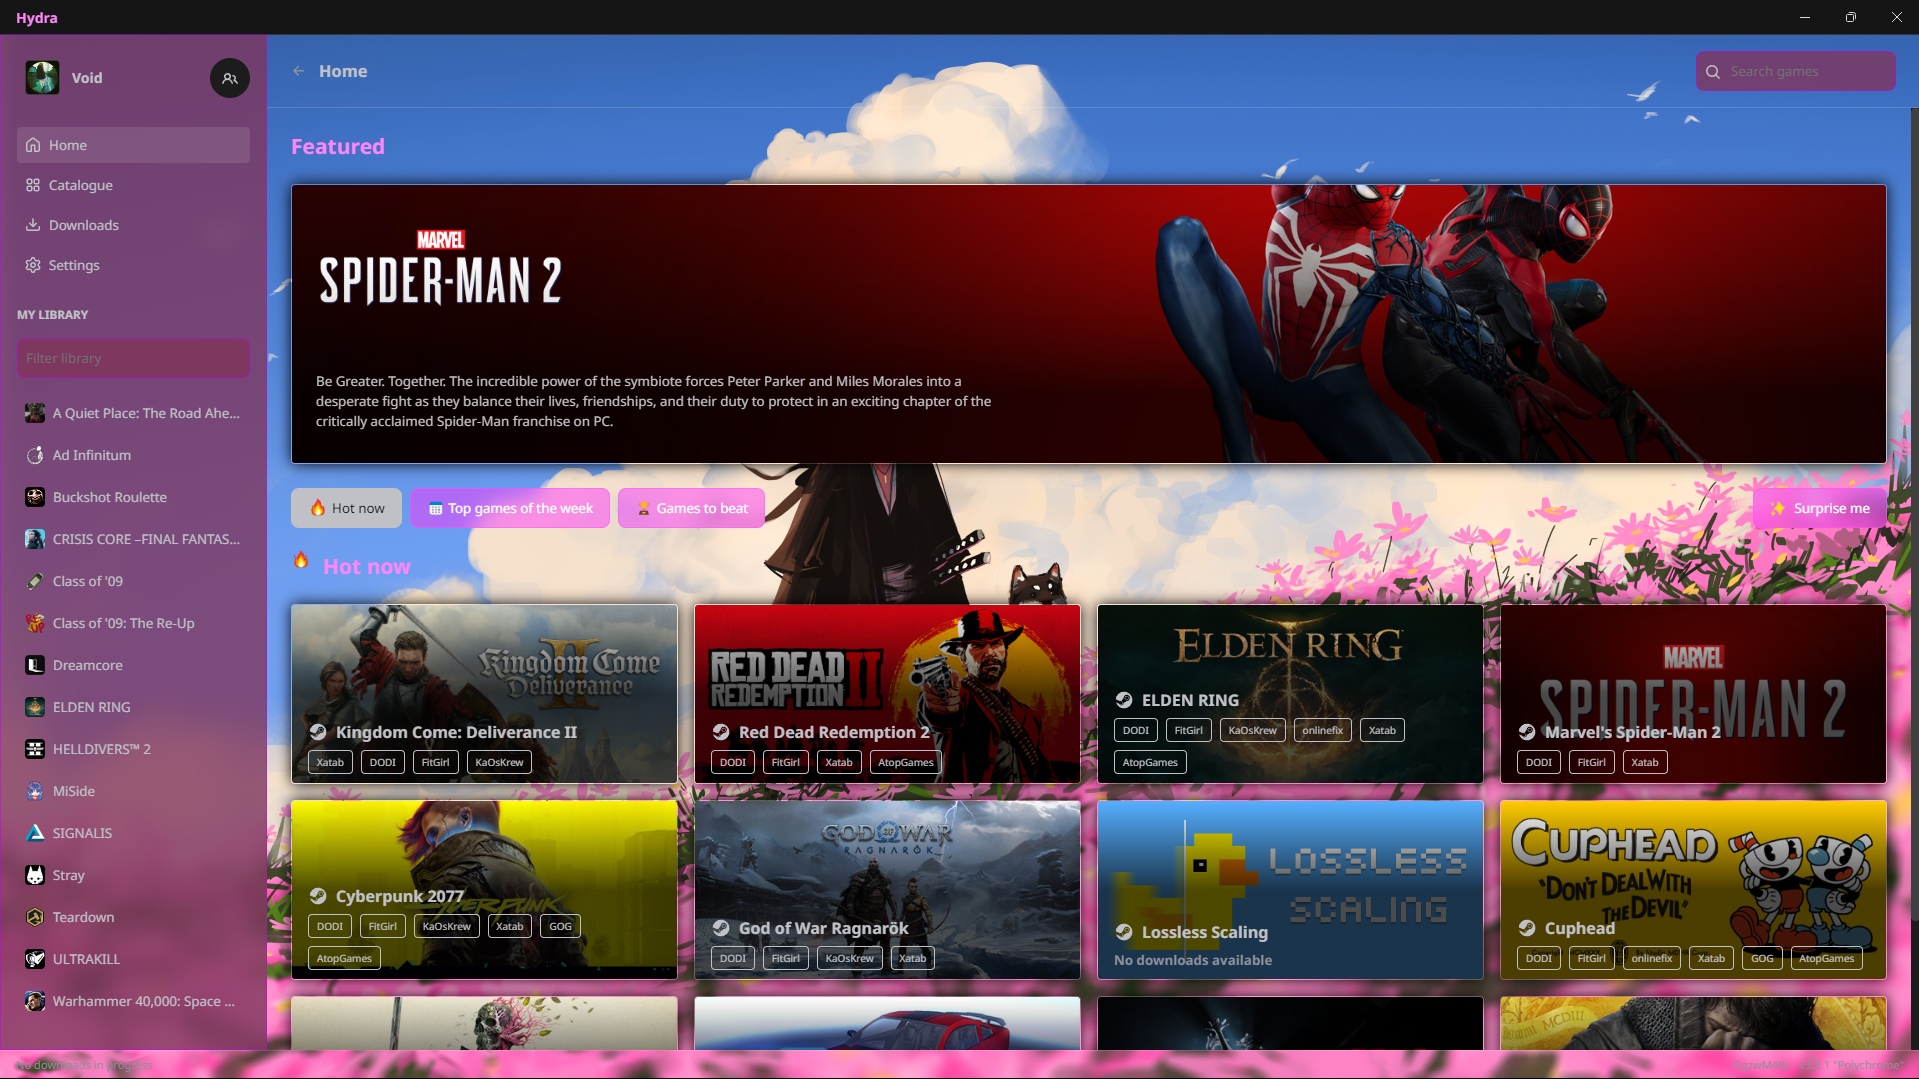 Hydra
Void
Home
Catalogue
Downloads
Settings
MY LIBRARY
Filter library
A Quiet Place: The Road Ahe...
Ad Infinitum
Buckshot Roulette
CRISIS CORE –FINAL FANTAS...
Class of '09
Class of '09: The Re-Up
Dreamcore
ELDEN RING
HELLDIVERS™ 2
MiSide
SIGNALIS
Stray
Teardown
ULTRAKILL
Warhammer 40,000: Space ...
Home
Search games
Featured
MARVEL
SPIDER-MAN 2
Be Greater. Together. The incredible power of the symbiote forces Peter Parker and Miles Morales into a
desperate fight as they balance their lives, friendships, and their duty to protect in an exciting chapter of the
critically acclaimed Spider-Man franchise on PC.
Hot now
Top games of the week
Games to beat
Surprise me
Hot now
II
Kingdom Come
Deliverance
Kingdom Come: Deliverance II
Xatab DODI FitGirl KaOsKrew
RED DEAD
REDEMPTION II
Red Dead Redemption 2
DODI FitGirl Xatab AtopGames
ELDEN RING
ELDEN RING
DODI FitGirl KaOsKrew onlinefix Xatab
AtopGames
MARVEL
SPIDER-MAN 2
Marvel's Spider-Man 2
DODI FitGirl Xatab
CYBERPUNK
Cyberpunk 2077
DODI FitGirl KaOsKrew Xatab GOG
AtopGames
GOD OF WAR
RAGNARÖK
God of War Ragnarök
DODI FitGirl KaOsKrew Xatab
LOSSLESS
SCALING
Lossless Scaling
No downloads available
CUPHEAD
"DON'T DEAL WITH
THE DEVIL"
Cuphead
DODI FitGirl onlinefix Xatab GOG AtopGames
No downloads in progress
"Polychrome"